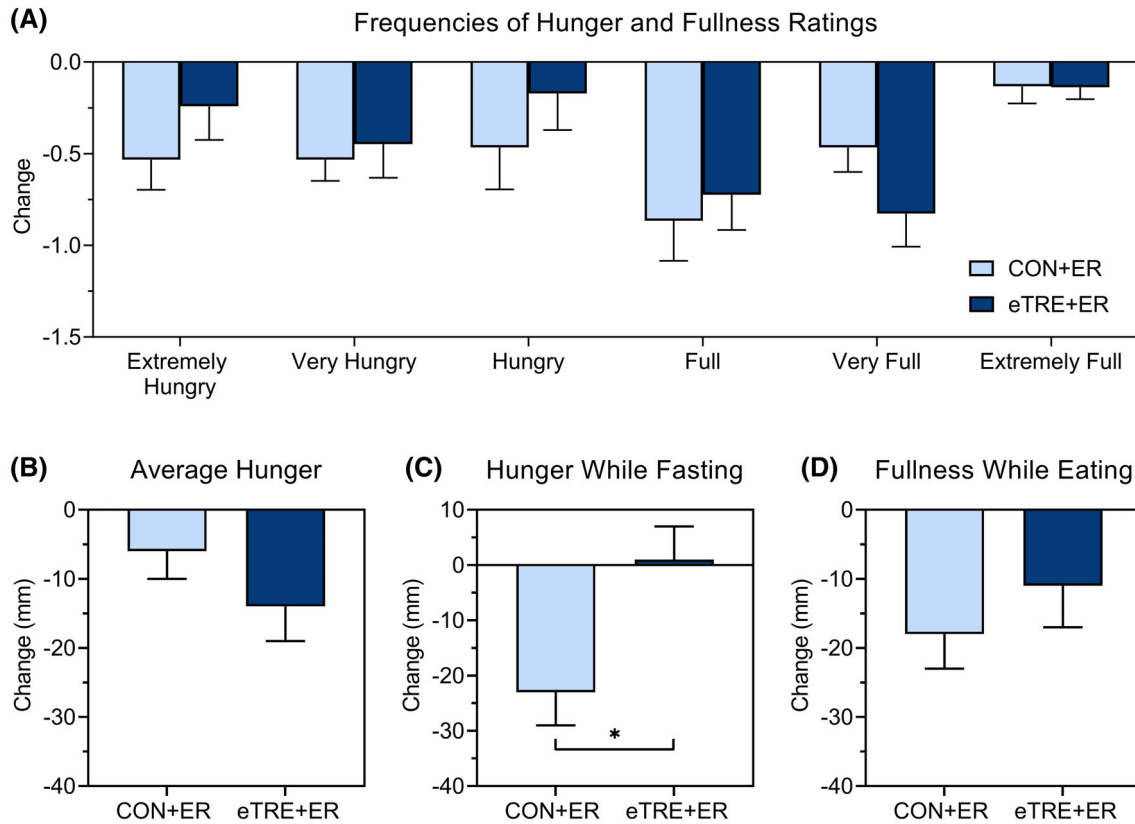 (A) Frequencies of Hunger and Fullness Ratings
0.0
-0.5
-1.0
-1.5
Change
CON+ER
eTRE+ER
Extremely
Hungry
Very Hungry
Hungry
Full
Very Full
Extremely Full
(B) Average Hunger
0
-10
-20
-30
-40
Change (mm)
CON+ER eTRE+ER
(C) Hunger While Fasting
10
0
-10
-20
-30
-40
Change (mm)
*
CON+ER eTRE+ER
(D) Fullness While Eating
0
-10
-20
-30
-40
Change (mm)
CON+ER eTRE+ER